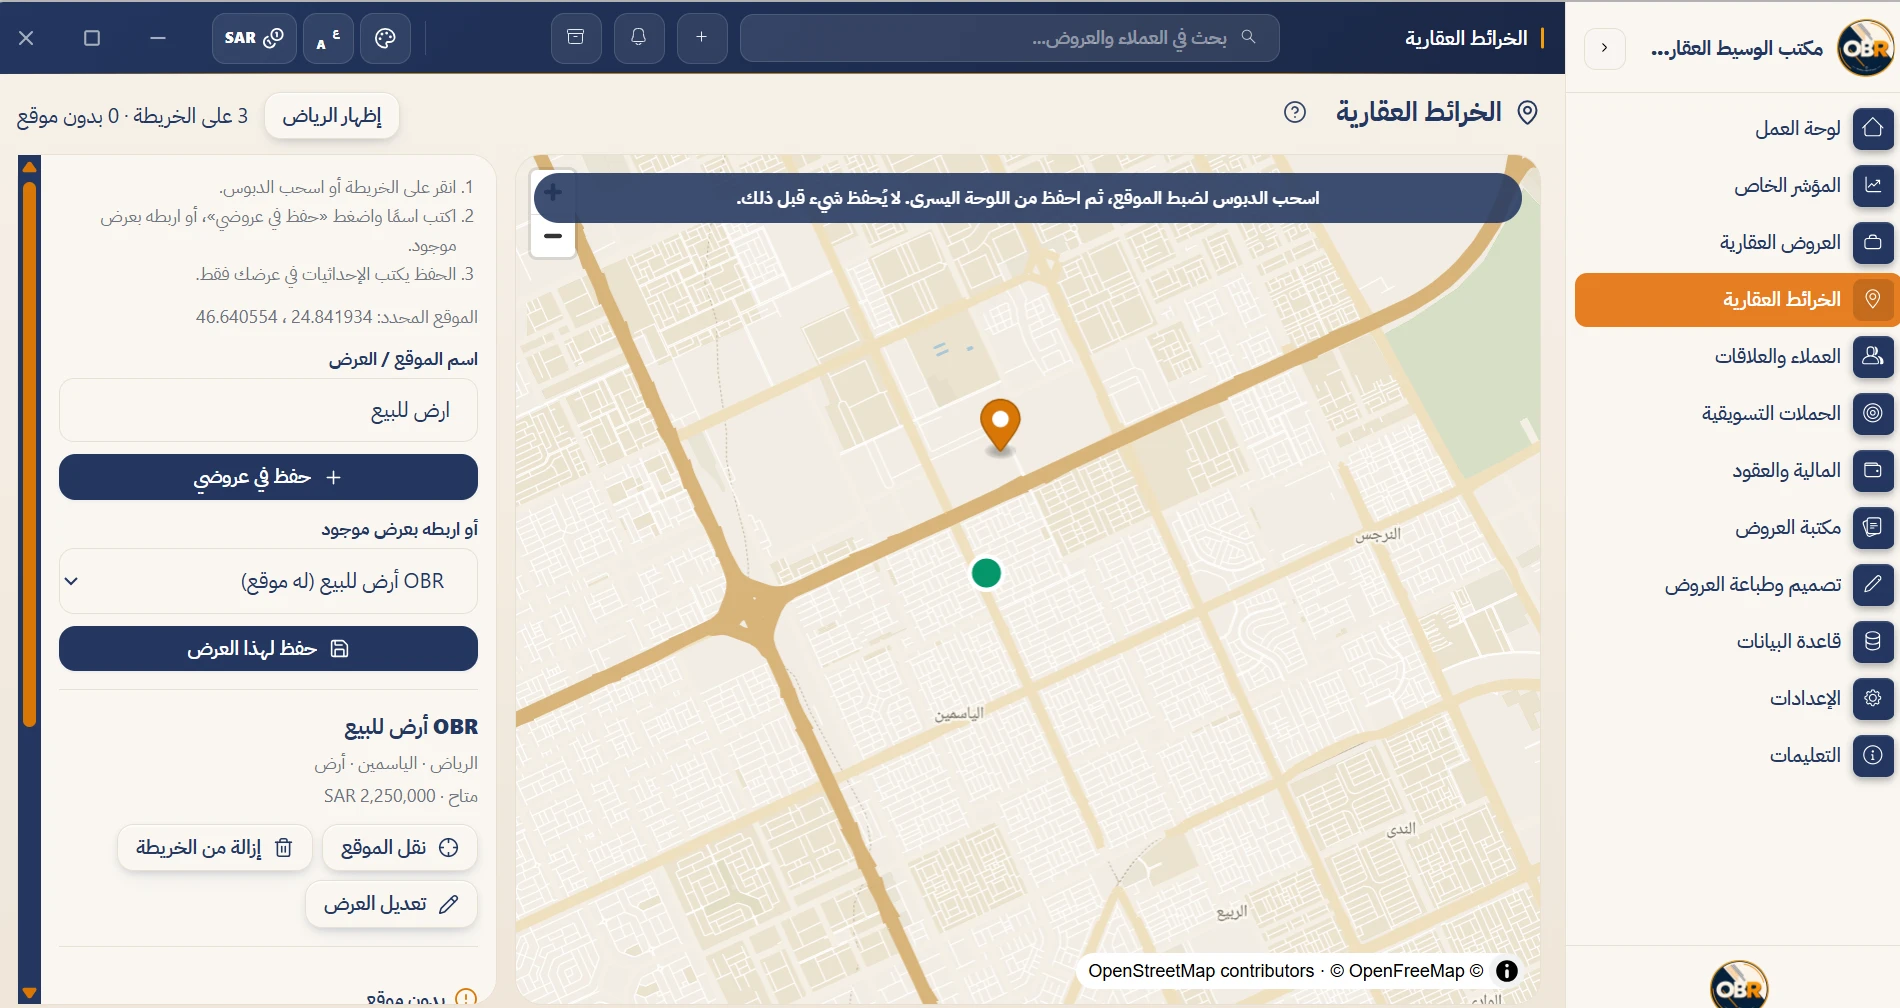 مكتب الوسيط العقار...
OBR
لوحة العمل
المؤشر الخاص
العروض العقارية
الخرائط العقارية
العملاء والعلاقات
الحملات التسويقية
المالية والعقود
مكتبة العروض
تصميم وطباعة العروض
قاعدة البيانات
الإعدادات
التعليمات
OBR
الخرائط العقارية
بحث في العملاء والعروض...
A ع
SAR
الخرائط العقارية
إظهار الرياض
3 على الخريطة · 0 بدون موقع
اسحب الدبوس لضبط الموقع، ثم احفظ من اللوحة اليسرى. لا يُحفظ شيء قبل ذلك.
النرجس
الياسمين
الندى
الربيع
الوادي
OpenStreetMap contributors · © OpenFreeMap ©
1. انقر على الخريطة أو اسحب الدبوس.
2. اكتب اسمًا واضغط «حفظ في عروضي»، أو اربطه بعرض
موجود.
3. الحفظ يكتب الإحداثيات في عرضك فقط.
الموقع المحدد: 24.841934 ، 46.640554
اسم الموقع / العرض
ارض للبيع
+ حفظ في عروضي
أو اربطه بعرض موجود
OBR أرض للبيع (له موقع)
حفظ لهذا العرض
OBR أرض للبيع
الرياض · الياسمين · أرض
متاح · SAR 2,250,000
نقل الموقع
إزالة من الخريطة
تعديل العرض
بدون موقع